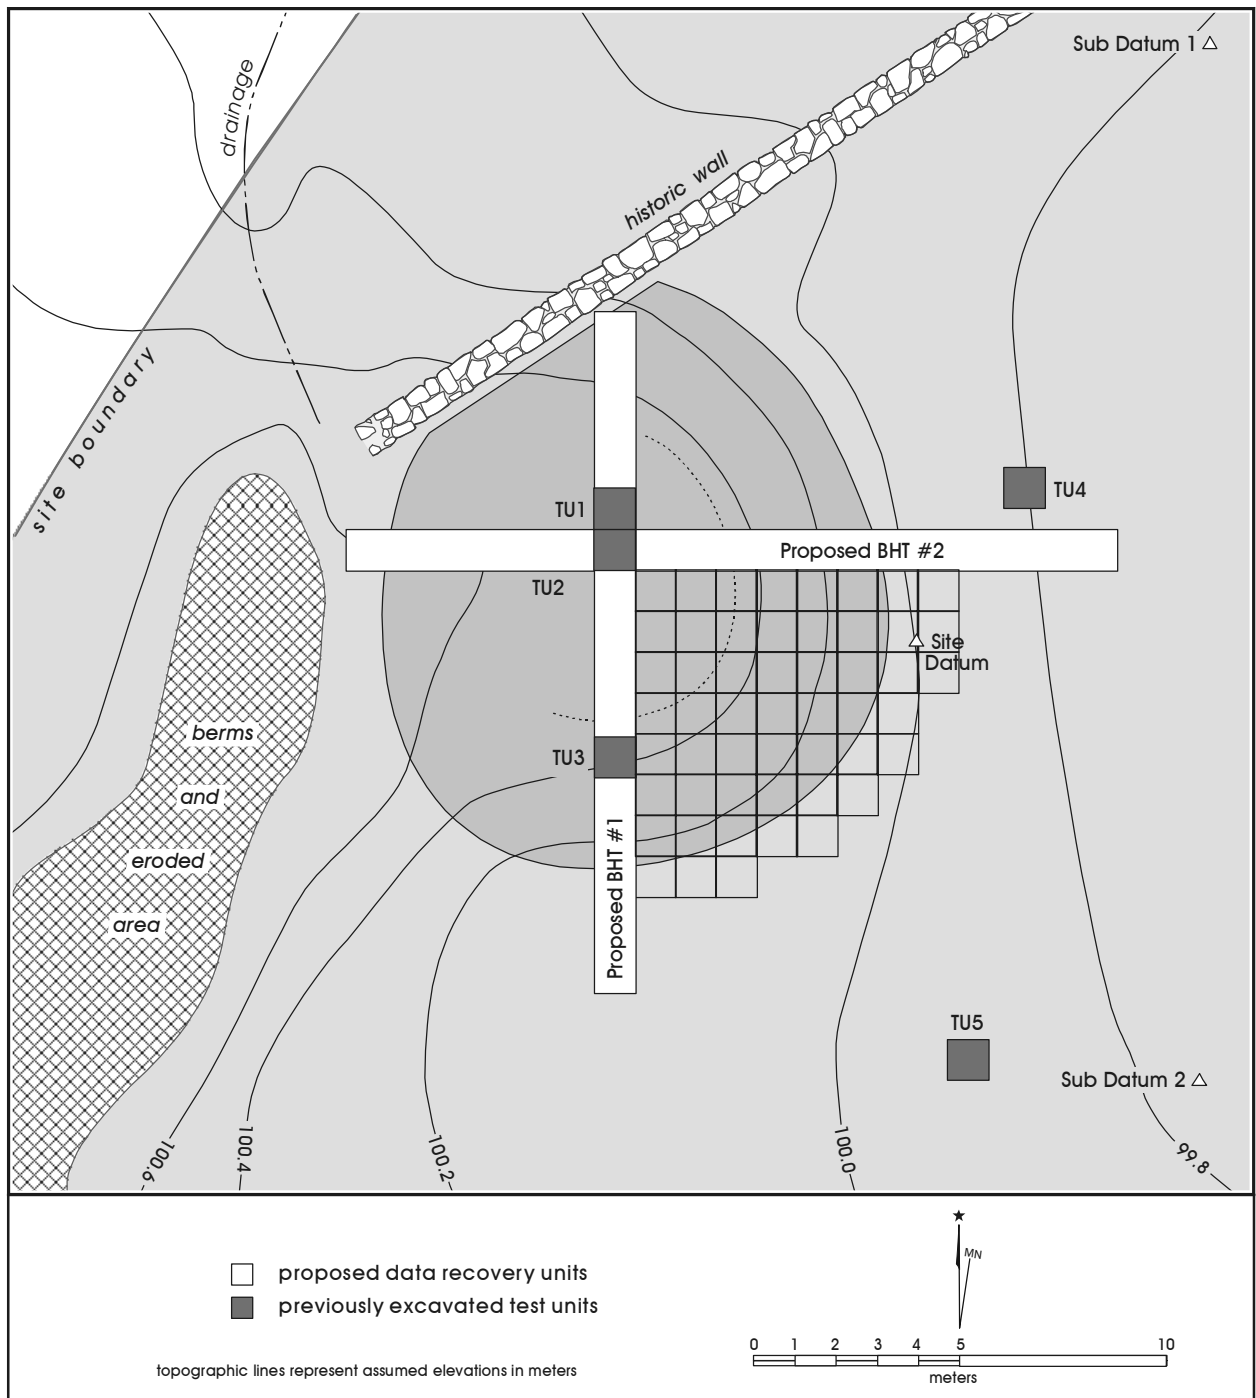 Sub Datum 1
drainage
historic wall
site boundary
TU1
TU4
Proposed BHT #2
TU2
Site
Datum
berms
and
eroded
area
TU3
Proposed BHT #1
TU5
Sub Datum 2
100.6
100.4
100.2
100.0
99.8
MN
proposed data recovery units
previously excavated test units
0 1 2 3 4 5 10
meters
topographic lines represent assumed elevations in meters